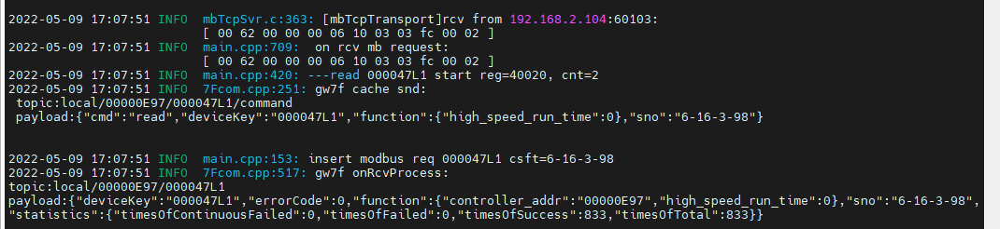 2022-05-09 17:07:51 INFO  mbTcpSvr.c:363: [mbTcpTransport]rcv from 192.168.2.104:60103:
[ 00 62 00 00 00 06 10 03 03 fc 00 02 ]
2022-05-09 17:07:51 INFO  main.cpp:709:  on rcv mb request:
[ 00 62 00 00 00 06 10 03 03 fc 00 02 ]
2022-05-09 17:07:51 INFO  main.cpp:420: ---read 000047L1 start reg=40020, cnt=2
2022-05-09 17:07:51 INFO  7Fcom.cpp:251: gw7f cache snd:
topic:local/00000E97/000047L1/command
payload:{"cmd":"read","deviceKey":"000047L1","function":{"high_speed_run_time":0},"sno":"6-16-3-98"}
2022-05-09 17:07:51 INFO  main.cpp:153: insert modbus req 000047L1 csft=6-16-3-98
2022-05-09 17:07:51 INFO  7Fcom.cpp:517: gw7f onRcvProcess:
topic:local/00000E97/000047L1
payload:{"deviceKey":"000047L1","errorCode":0,"function":{"controller_addr":"00000E97","high_speed_run_time":0},"sno":"6-16-3-98",
"statistics":{"timesOfContinuousFailed":0,"timesOfFailed":0,"timesOfSuccess":833,"timesOfTotal":833}}